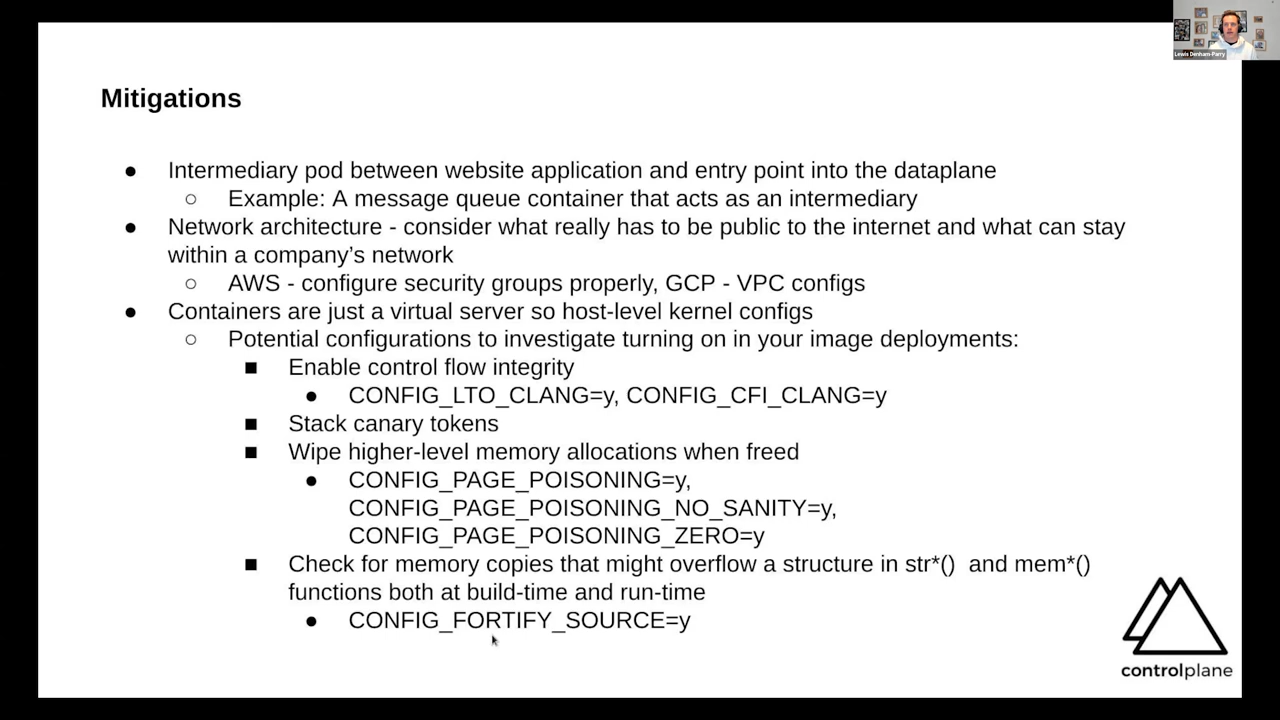 Lewis Denham-Parry
Mitigations
● Intermediary pod between website application and entry point into the dataplane
○ Example: A message queue container that acts as an intermediary
● Network architecture - consider what really has to be public to the internet and what can stay
within a company’s network
○ AWS - configure security groups properly, GCP - VPC configs
● Containers are just a virtual server so host-level kernel configs
○ Potential configurations to investigate turning on in your image deployments:
■ Enable control flow integrity
● CONFIG_LTO_CLANG=y, CONFIG_CFI_CLANG=y
■ Stack canary tokens
■ Wipe higher-level memory allocations when freed
● CONFIG_PAGE_POISONING=y,
CONFIG_PAGE_POISONING_NO_SANITY=y,
CONFIG_PAGE_POISONING_ZERO=y
■ Check for memory copies that might overflow a structure in str*() and mem*()
functions both at build-time and run-time
● CONFIG_FORTIFY_SOURCE=y
controlplane